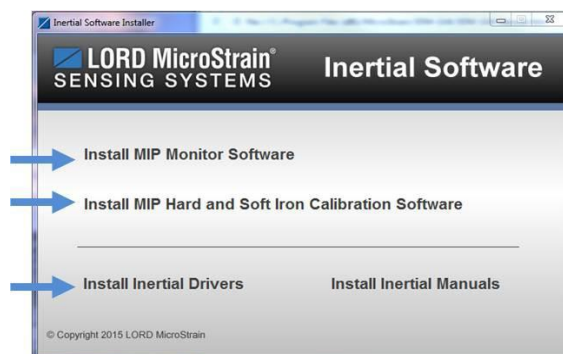 Inertial Software Installer
LORD MicroStrain®
SENSING SYSTEMS
Inertial Software
Install MIP Monitor Software
Install MIP Hard and Soft Iron Calibration Software
Install Inertial Drivers
Install Inertial Manuals
© Copyright 2015 LORD MicroStrain